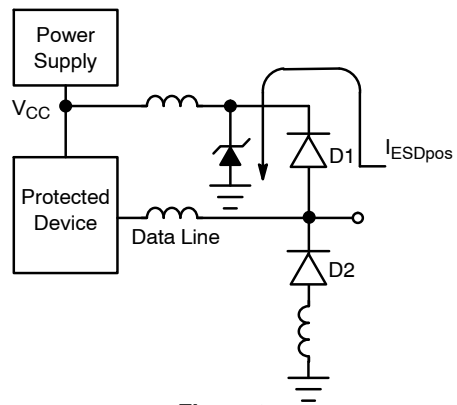 Power
Supply
VCC
D1
IESDpos
Protected
Device
Data Line
D2